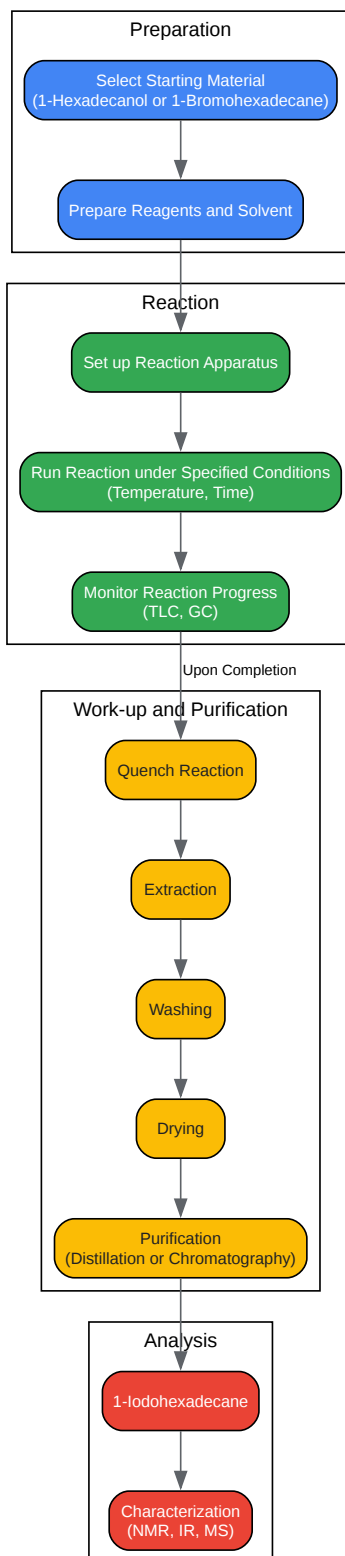 Preparation
Select Starting Material
(1-Hexadecanol or 1-Bromohexadecane)
Prepare Reagents and Solvent
Reaction
Set up Reaction Apparatus
Run Reaction under Specified Conditions
(Temperature, Time)
Monitor Reaction Progress
(TLC, GC)
Upon Completion
Work-up and Purification
Quench Reaction
Extraction
Washing
Drying
Purification
(Distillation or Chromatography)
Analysis
1-Iodohexadecane
Characterization
(NMR, IR, MS)